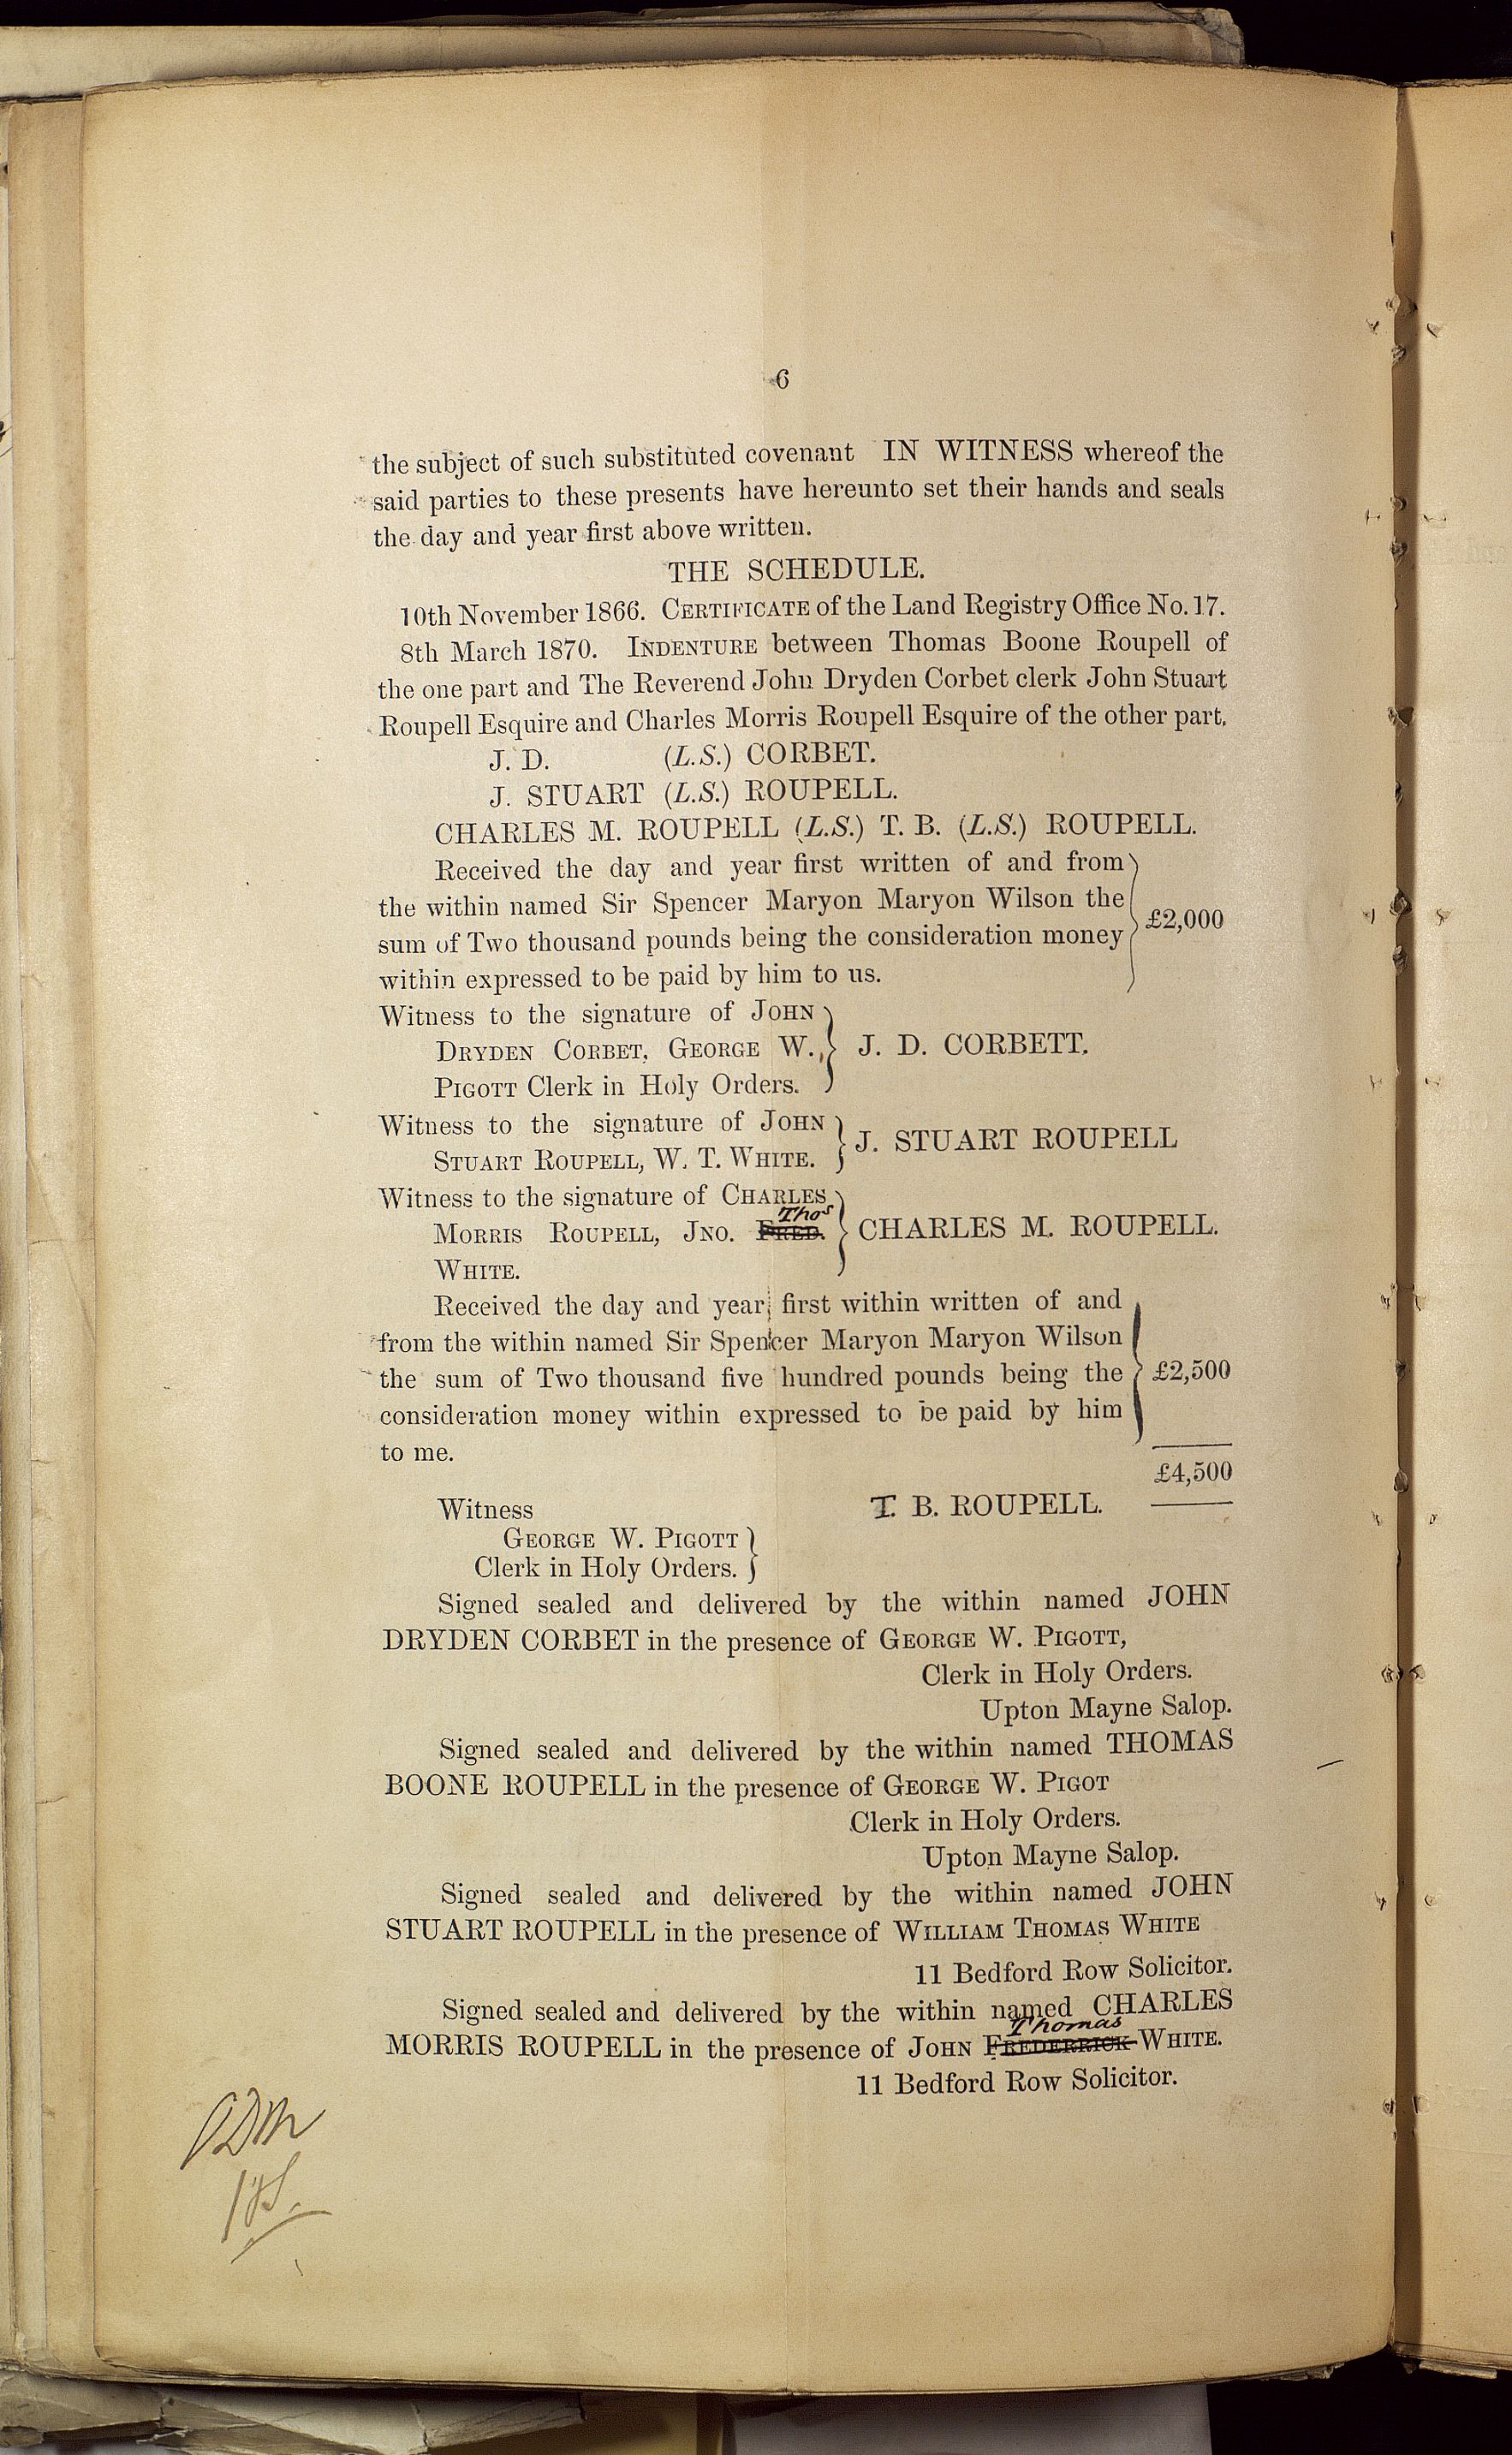 6
the subject of such substituted covenant IN WITNESS whereof the
said parties to these presents have hereunto set their hands and seals
the day and year first above written.
THE SCHEDULE.
10th November 1866. CERTIFICATE of the Land Registry Office No. 17.
8th March 1870. INDENTURE between Thomas Boone Roupell of
the one part and The Reverend John Dryden Corbet clerk John Stuart
Roupell Esquire and Charles Morris Roupell Esquire of the other part.
J. D. (L.S.) CORBET.
J. STUART (L.S.) ROUPELL.
CHARLES M. ROUPELL (L.S.) T. B. (L.S.) ROUPELL.
Received the day and year first written of and from
the within named Sir Spencer Maryon Maryon Wilson the
£2,000
sum of Two thousand pounds being the consideration money
within expressed to be paid by him to us.
Witness to the signature of JOHN
DRYDEN CORBET, GEORGE W. J. D. CORBETT.
PIGOTT Clerk in Holy Orders.
Witness to the signature of JOHN
J. STUART ROUPELL
STUART ROUPELL, W. T. WHITE.
Witness to the signature of CHARLES
Thos
MORRIS ROUPELL, JNO. FRED. CHARLES M. ROUPELL.
WHITE.
Received the day and year first within written of and
from the within named Sir Spencer Maryon Maryon Wilson
the sum of Two thousand five hundred pounds being the £2,500
consideration money within expressed to be paid by him
to me.
£4,500
Witness T. B. ROUPELL.
GEORGE W. PIGOTT
Clerk in Holy Orders.
Signed sealed and delivered by the within named JOHN
DRYDEN CORBET in the presence of GEORGE W. PIGOTT,
Clerk in Holy Orders.
Upton Mayne Salop.
Signed sealed and delivered by the within named THOMAS
BOONE ROUPELL in the presence of GEORGE W. PIGOT
Clerk in Holy Orders.
Upton Mayne Salop.
Signed sealed and delivered by the within named JOHN
STUART ROUPELL in the presence of WILLIAM THOMAS WHITE
11 Bedford Row Solicitor.
Signed sealed and delivered by the within named CHARLES
Thomas
MORRIS ROUPELL in the presence of JOHN FREDERRICK WHITE.
11 Bedford Row Solicitor.